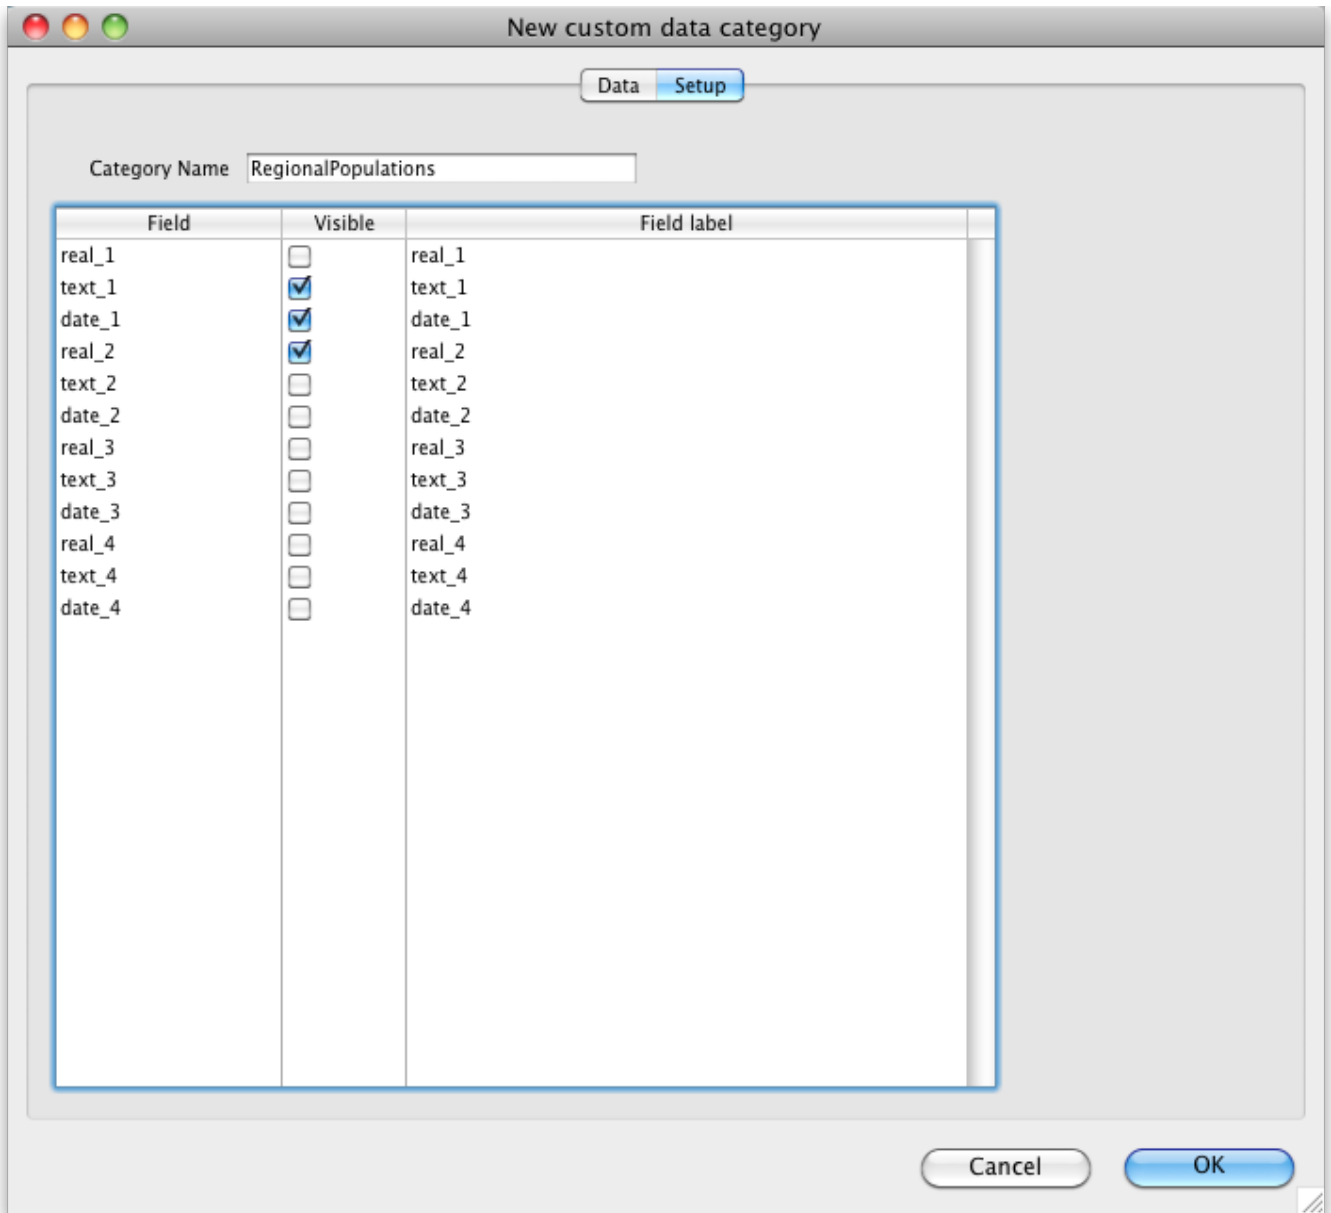 New custom data category
Data Setup
Category Name RegionalPopulations
Field Visible Field label
real_1 real_1
text_1 text_1
date_1 date_1
real_2 real_2
text_2 text_2
date_2 date_2
real_3 real_3
text_3 text_3
date_3 date_3
real_4 real_4
text_4 text_4
date_4 date_4
Cancel OK